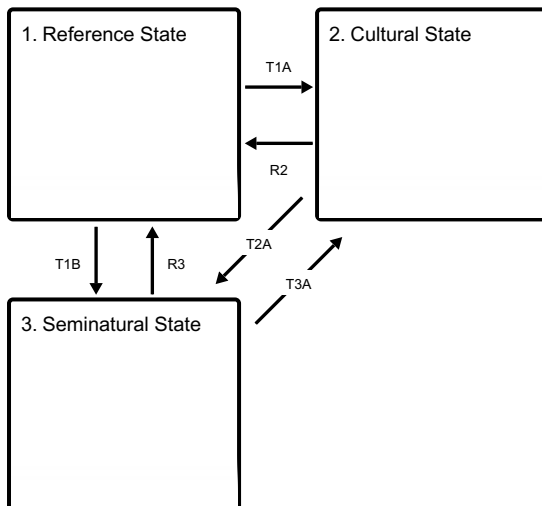 1. Reference State
2. Cultural State
T1A
R2
T1B
R3
T2A
T3A
3. Seminatural State